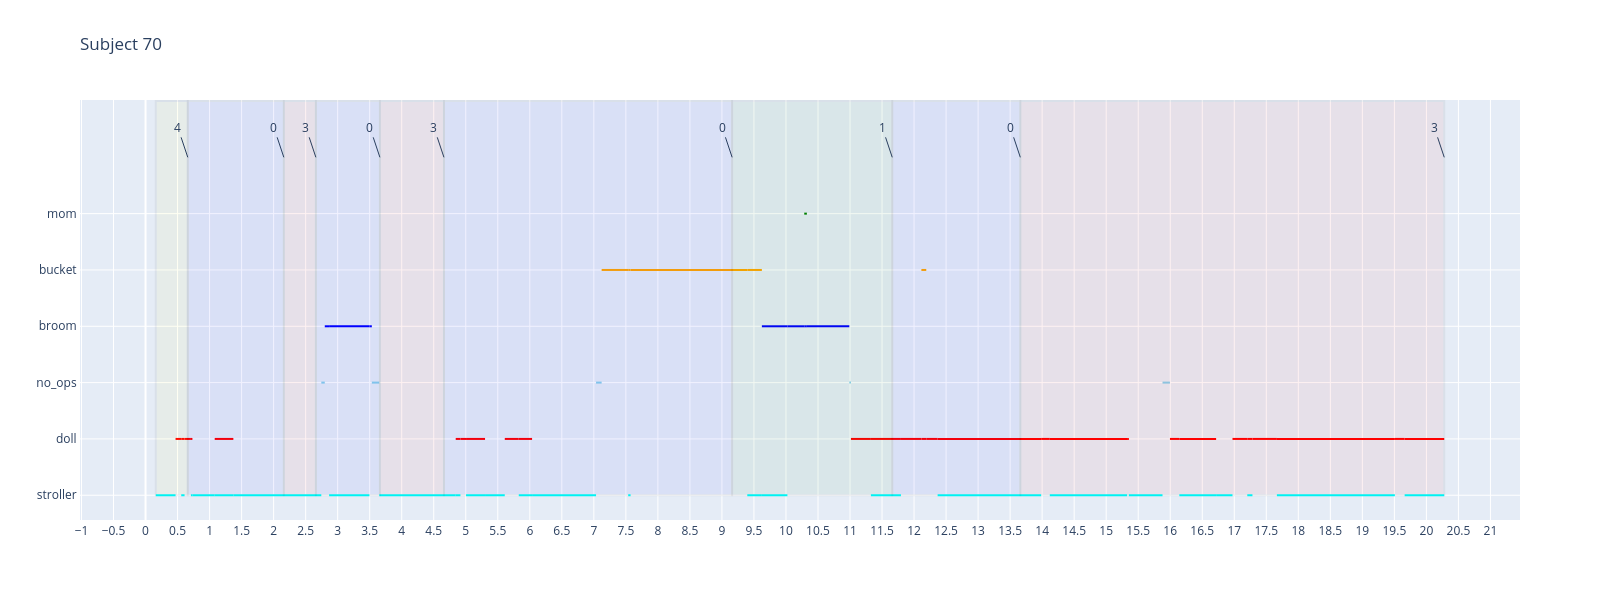 Subject 70
4 0 3 0 3 0 1 0 3
mom
bucket
broom
no_ops
doll
stroller
−1 −0.5 0 0.5 1 1.5 2 2.5 3 3.5 4 4.5 5 5.5 6 6.5 7 7.5 8 8.5 9 9.5 10 10.5 11 11.5 12 12.5 13 13.5 14 14.5 15 15.5 16 16.5 17 17.5 18 18.5 19 19.5 20 20.5 21